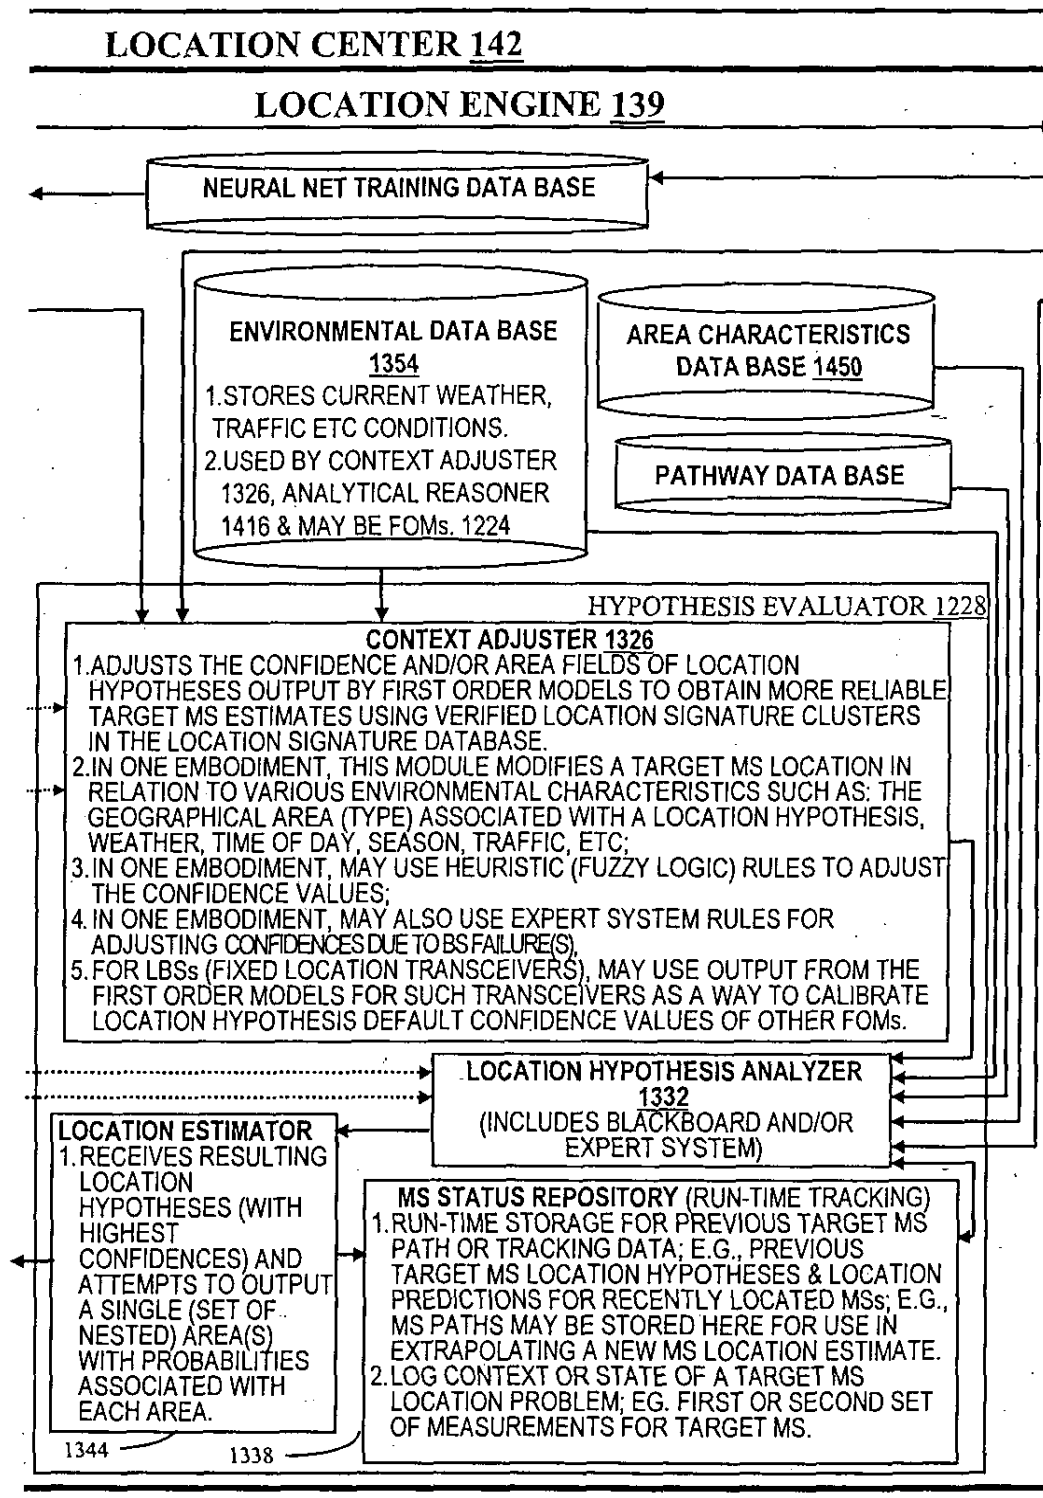 LOCATION CENTER 142
LOCATION ENGINE 139
NEURAL NET TRAINING DATA BASE
ENVIRONMENTAL DATA BASE
1354
1.STORES CURRENT WEATHER,
TRAFFIC ETC CONDITIONS.
2.USED BY CONTEXT ADJUSTER
1326, ANALYTICAL REASONER
1416 & MAY BE FOMs. 1224
AREA CHARACTERISTICS
DATA BASE 1450
PATHWAY DATA BASE
HYPOTHESIS EVALUATOR 1228
CONTEXT ADJUSTER 1326
1.ADJUSTS THE CONFIDENCE AND/OR AREA FIELDS OF LOCATION
HYPOTHESES OUTPUT BY FIRST ORDER MODELS TO OBTAIN MORE RELIABLE
TARGET MS ESTIMATES USING VERIFIED LOCATION SIGNATURE CLUSTERS
IN THE LOCATION SIGNATURE DATABASE.
2.IN ONE EMBODIMENT, THIS MODULE MODIFIES A TARGET MS LOCATION IN
RELATION TO VARIOUS ENVIRONMENTAL CHARACTERISTICS SUCH AS: THE
GEOGRAPHICAL AREA (TYPE) ASSOCIATED WITH A LOCATION HYPOTHESIS,
WEATHER, TIME OF DAY, SEASON, TRAFFIC, ETC;
3.IN ONE EMBODIMENT, MAY USE HEURISTIC (FUZZY LOGIC) RULES TO ADJUST
THE CONFIDENCE VALUES;
4. IN ONE EMBODIMENT, MAY ALSO USE EXPERT SYSTEM RULES FOR
ADJUSTING CONFIDENCES DUE TO BS FAILURE(S),
5. FOR LBSs (FIXED LOCATION TRANSCEIVERS), MAY USE OUTPUT FROM THE
FIRST ORDER MODELS FOR SUCH TRANSCEIVERS AS A WAY TO CALIBRATE
LOCATION HYPOTHESIS DEFAULT CONFIDENCE VALUES OF OTHER FOMs.
LOCATION HYPOTHESIS ANALYZER
1332
(INCLUDES BLACKBOARD AND/OR
EXPERT SYSTEM)
LOCATION ESTIMATOR
1. RECEIVES RESULTING
LOCATION
HYPOTHESES (WITH
HIGHEST
CONFIDENCES) AND
ATTEMPTS TO OUTPUT
A SINGLE (SET OF
NESTED) AREA(S)
WITH PROBABILITIES
ASSOCIATED WITH
EACH AREA.
1344
MS STATUS REPOSITORY (RUN-TIME TRACKING)
1.RUN-TIME STORAGE FOR PREVIOUS TARGET MS
PATH OR TRACKING DATA; E.G., PREVIOUS
TARGET MS LOCATION HYPOTHESES & LOCATION
PREDICTIONS FOR RECENTLY LOCATED MSs; E.G.,
MS PATHS MAY BE STORED HERE FOR USE IN
EXTRAPOLATING A NEW MS LOCATION ESTIMATE.
2.LOG CONTEXT OR STATE OF A TARGET MS
LOCATION PROBLEM; EG. FIRST OR SECOND SET
OF MEASUREMENTS FOR TARGET MS.
1338